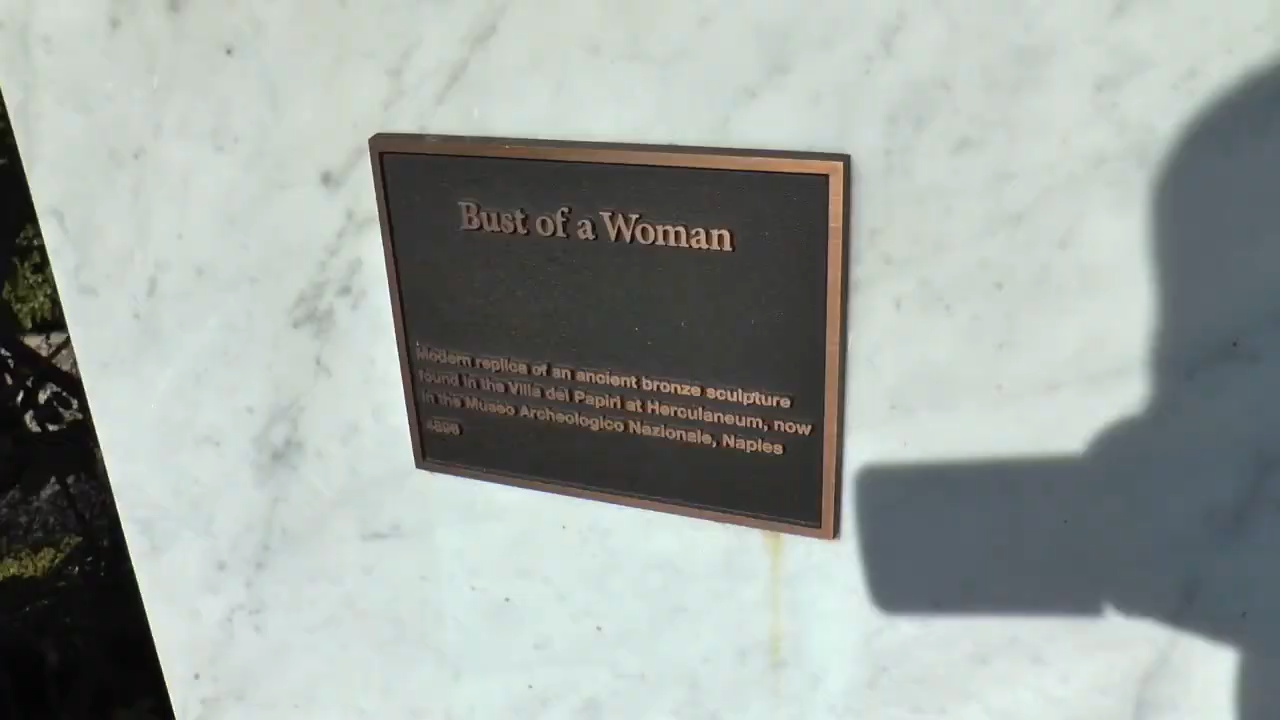 Bust of a Woman
Modern replica of an ancient bronze sculpture
found in the Villa dei Papiri at Herculaneum, now
in the Museo Archeologico Nazionale, Naples